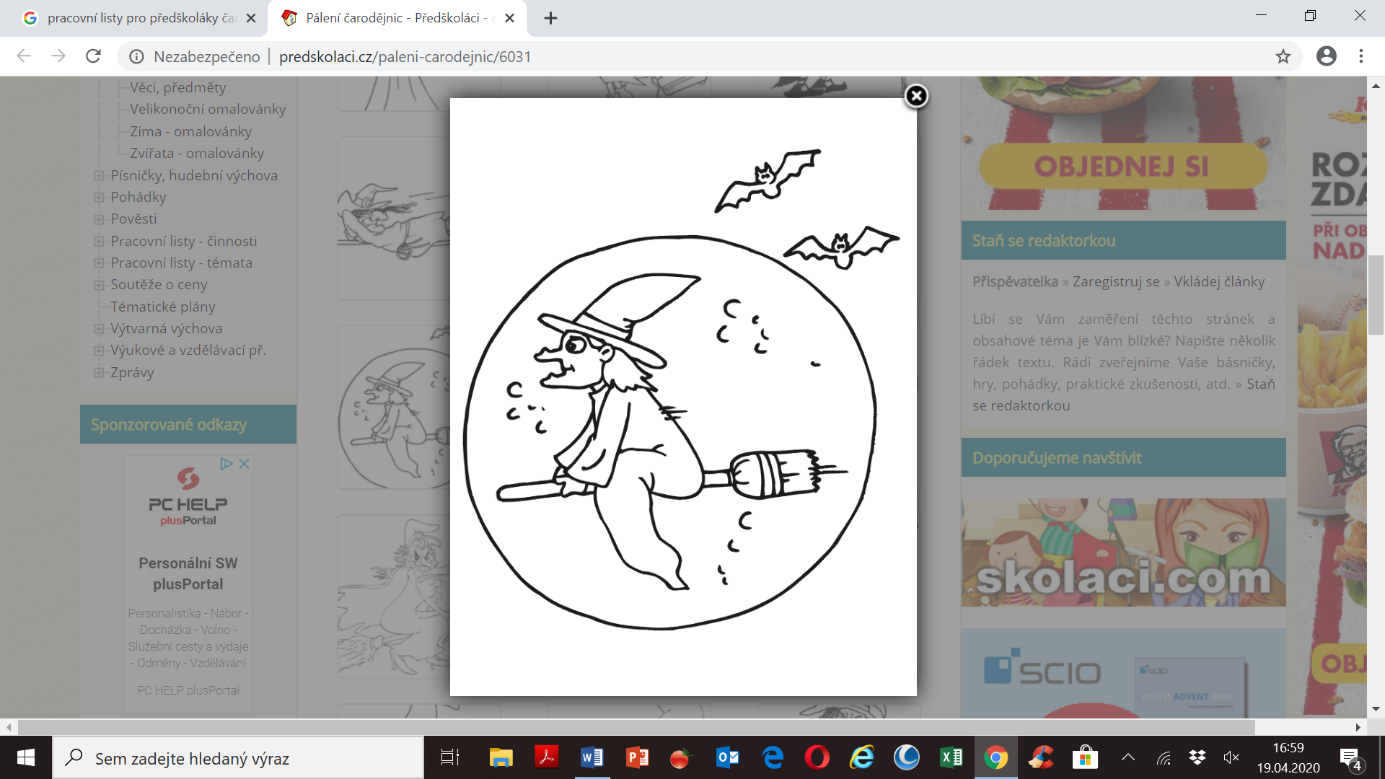 pracovní listy pro předškoláky ča
Pálení čarodějnic - Předškoláci - o
Nezabezpečeno
predskolaci.cz/paleni-carodejnic/6031
Věci, předměty
Velikonoční omalovánky
Zima - omalovánky
Zvířata - omalovánky
Písničky, hudební výchova
Pohádky
Pověsti
Pracovní listy - činnosti
Pracovní listy - témata
Soutěže o ceny
Tématické plány
Výtvarná výchova
Výukové a vzdělávací př.
Zprávy
Sponzorované odkazy
PC HELP
plusPortal
Personální SW
plusPortal
Personalistika - Nábor -
Docházka - Volno -
Služební cesty a výdaje
- Odměny - Vzdělávání
PC HELP plusPortal
OBJEDNEJ SI
Staň se redaktorkou
Přispěvatelka » Zaregistruj se » Vkládej články
Líbí se Vám zaměření těchto stránek a
obsahové téma je Vám blízké? Napište několik
řádek textu. Rádi zveřejníme Vaše básničky,
hry, pohádky, praktické zkušenosti, atd. » Staň
se redaktorkou
Doporučujeme navštívit
skolaci.com
SCIO
SCIO
ROZ
ZDA
PŘI OB
NAD
KFC
OBJ
Sem zadejte hledaný výraz
16:59
19.04.2020
4